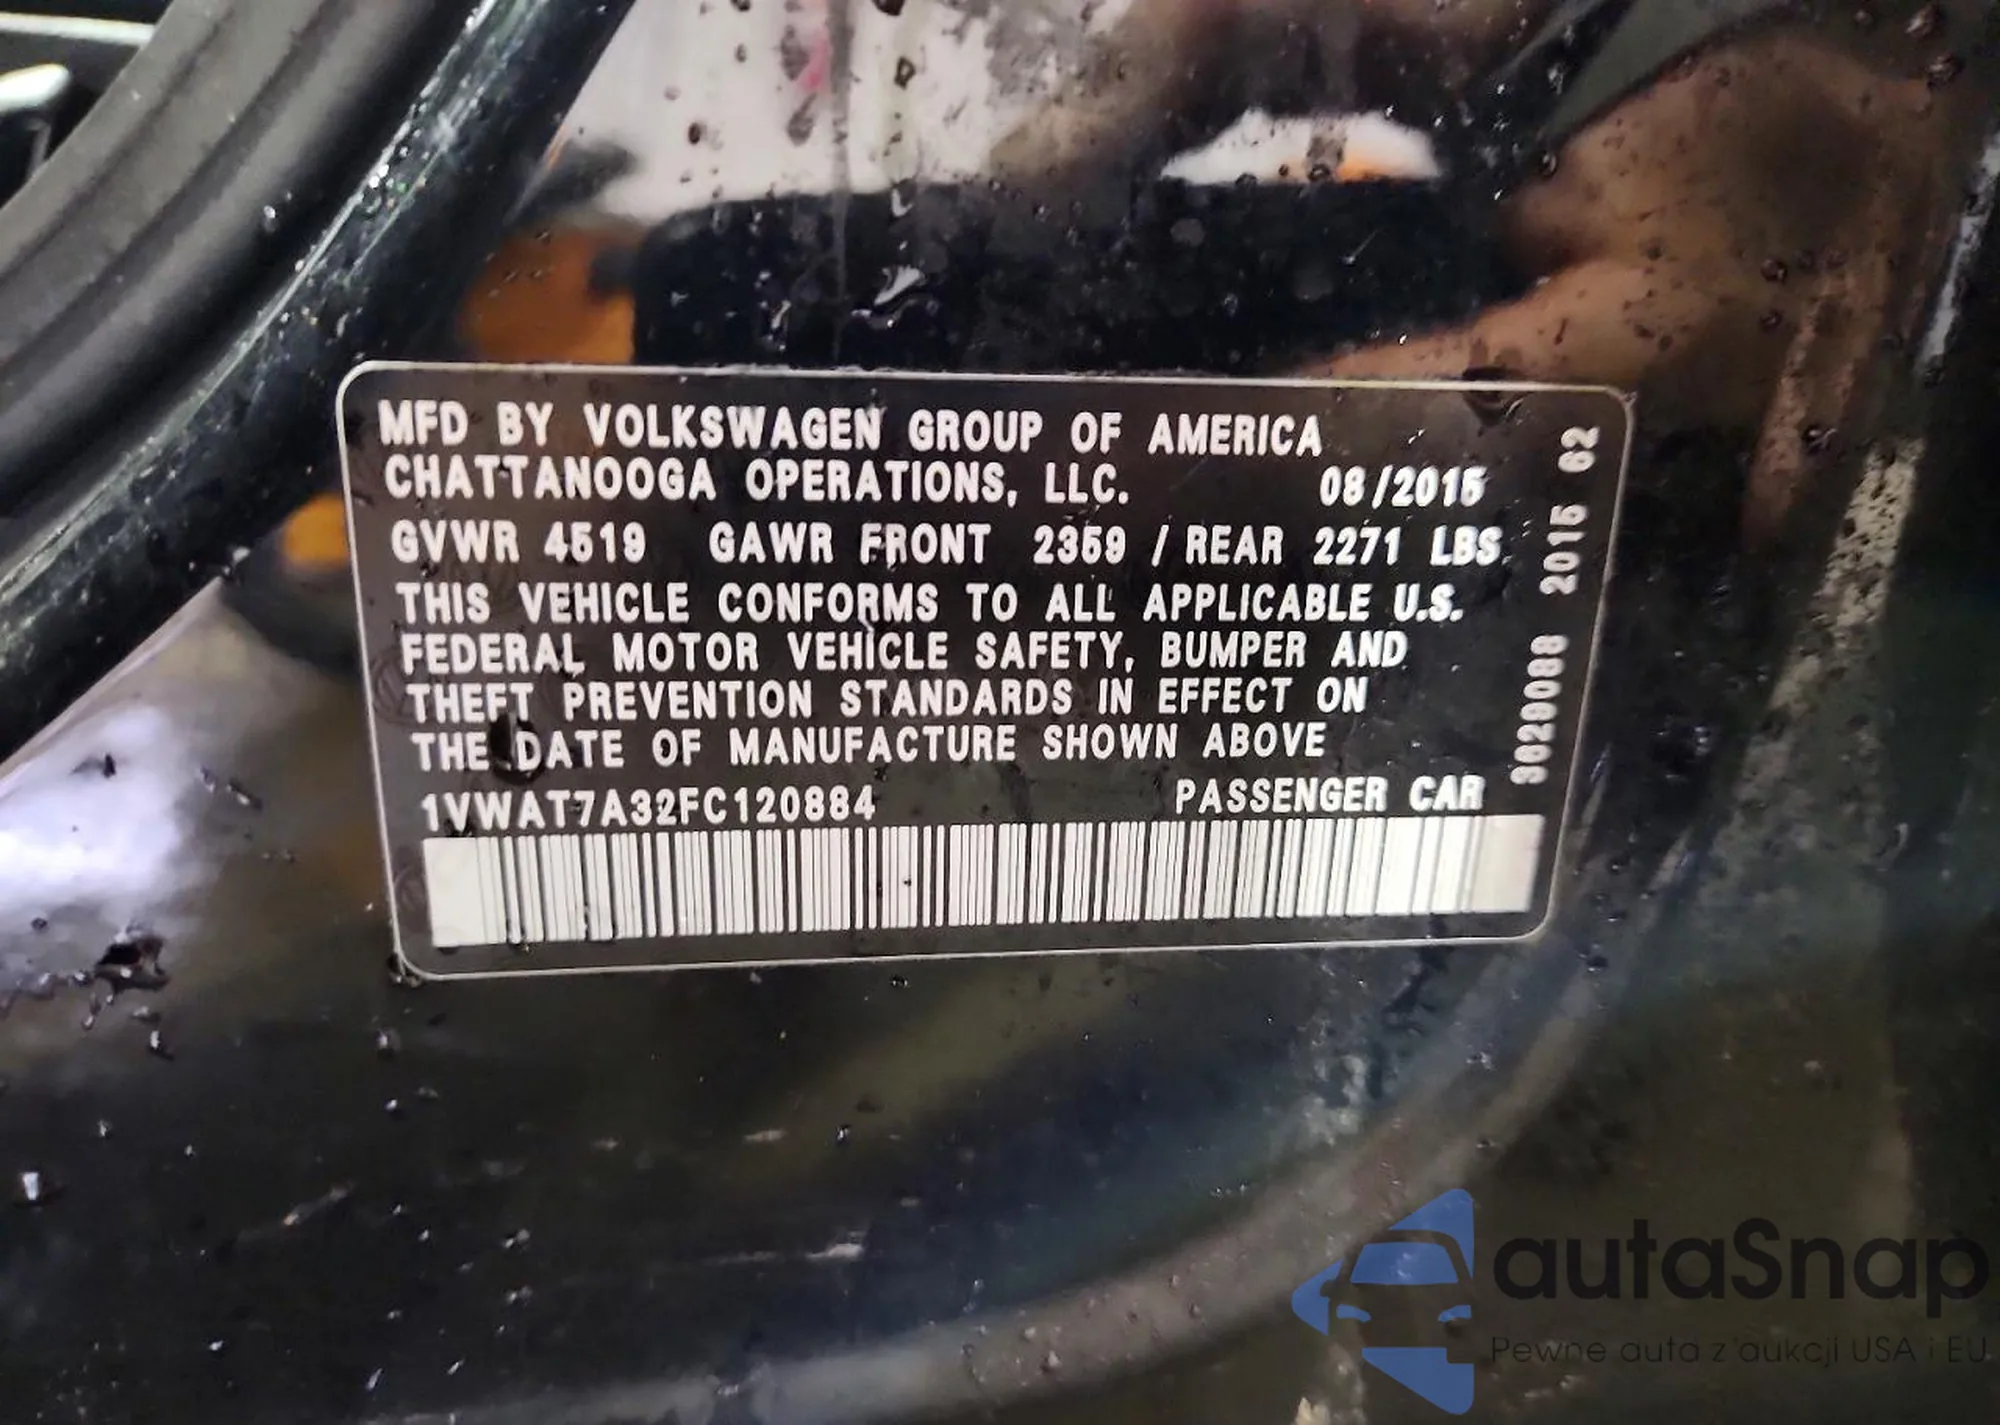 MFD BY VOLKSWAGEN GROUP OF AMERICA
CHATTANOOGA OPERATIONS, LLC. 08/2015
GVWR 4519 GAWR FRONT 2359 / REAR 2271 LBS
THIS VEHICLE CONFORMS TO ALL APPLICABLE U.S.
FEDERAL MOTOR VEHICLE SAFETY, BUMPER AND
THEFT PREVENTION STANDARDS IN EFFECT ON
THE DATE OF MANUFACTURE SHOWN ABOVE
1VWAT7A32FC120884 PASSENGER CAR
3029088 2015 62
autaSnap
Pewne auta z aukcji USA i EU